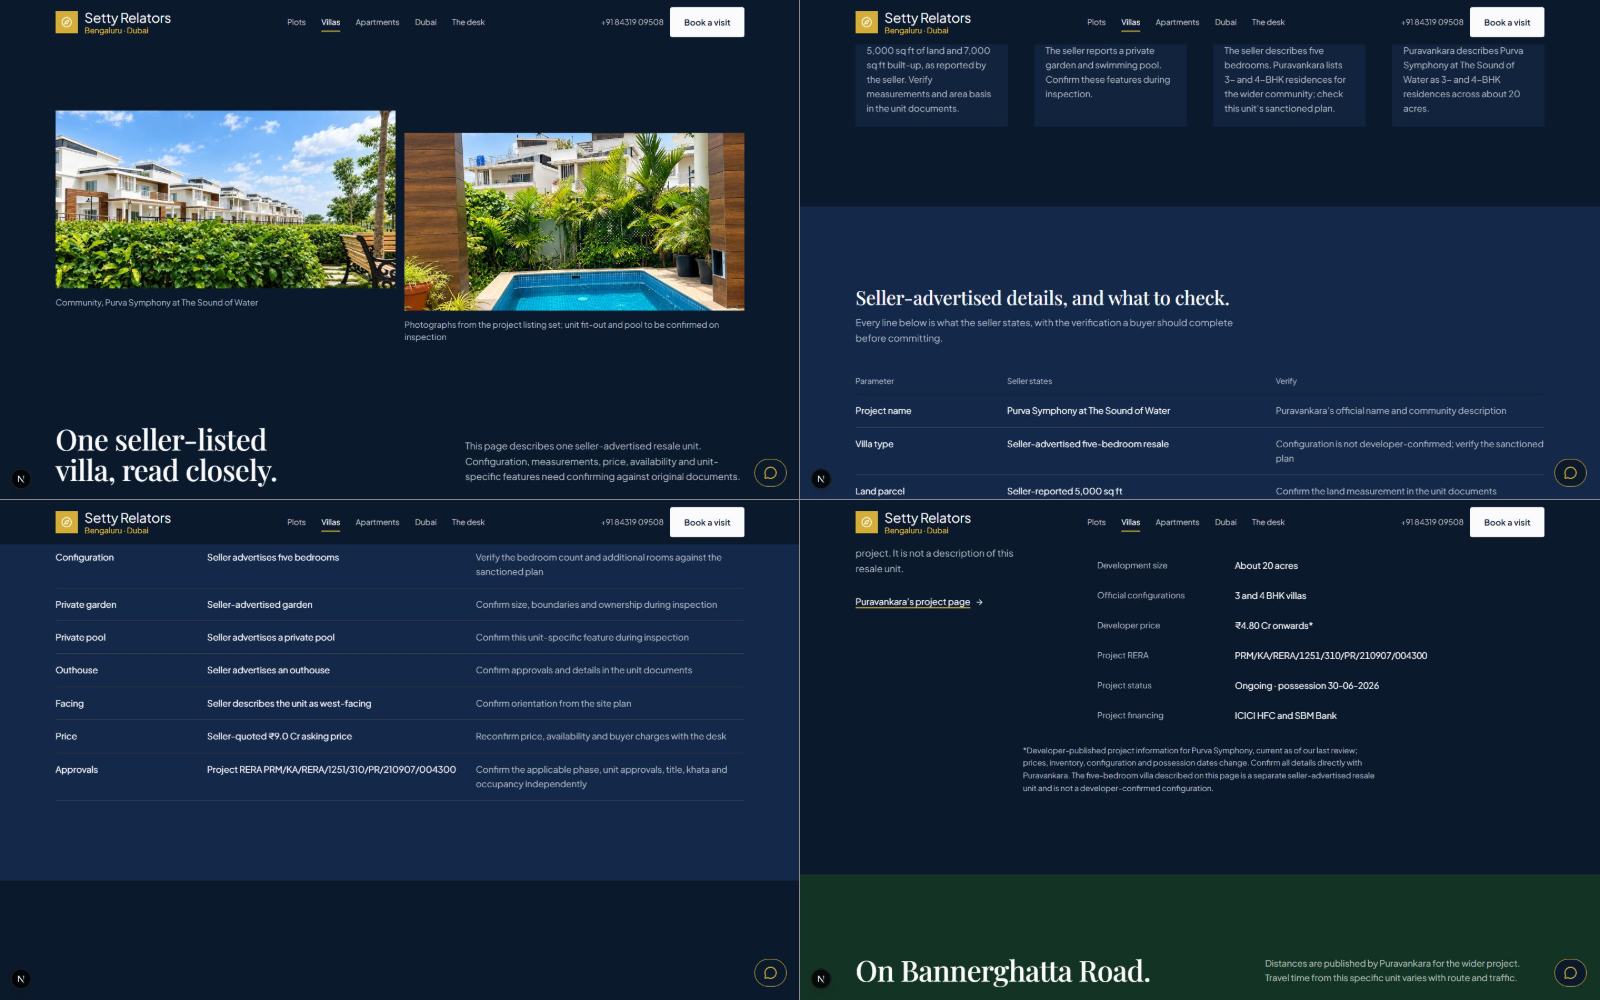 Setty Relators
Bengaluru · Dubai
Plots
Villas
Apartments
Dubai
The desk
+91 84319 09508
Book a visit
Community, Purva Symphony at The Sound of Water
Photographs from the project listing set; unit fit-out and pool to be confirmed on
inspection
One seller-listed
villa, read closely.
This page describes one seller-advertised resale unit.
Configuration, measurements, price, availability and unit-
specific features need confirming against original documents.
N
Setty Relators
Bengaluru · Dubai
Plots
Villas
Apartments
Dubai
The desk
+91 84319 09508
Book a visit
5,000 sq ft of land and 7,000
sq ft built-up, as reported by
the seller. Verify
measurements and area basis
in the unit documents.
The seller reports a private
garden and swimming pool.
Confirm these features during
inspection.
The seller describes five
bedrooms. Puravankara lists
3- and 4-BHK residences for
the wider community; check
this unit's sanctioned plan.
Puravankara describes Purva
Symphony at The Sound of
Water as 3- and 4-BHK
residences across about 20
acres.
Seller-advertised details, and what to check.
Every line below is what the seller states, with the verification a buyer should complete
before committing.
Parameter
Seller states
Verify
Project name
Purva Symphony at The Sound of Water
Puravankara's official name and community description
Villa type
Seller-advertised five-bedroom resale
Configuration is not developer-confirmed; verify the sanctioned
plan
Land parcel
Seller-reported 5,000 sq ft
Confirm the land measurement in the unit documents
N
Setty Relators
Bengaluru · Dubai
Plots
Villas
Apartments
Dubai
The desk
+91 84319 09508
Book a visit
Configuration
Seller advertises five bedrooms
Verify the bedroom count and additional rooms against the
sanctioned plan
Private garden
Seller-advertised garden
Confirm size, boundaries and ownership during inspection
Private pool
Seller advertises a private pool
Confirm this unit-specific feature during inspection
Outhouse
Seller advertises an outhouse
Confirm approvals and details in the unit documents
Facing
Seller describes the unit as west-facing
Confirm orientation from the site plan
Price
Seller-quoted ₹9.0 Cr asking price
Reconfirm price, availability and buyer charges with the desk
Approvals
Project RERA PRM/KA/RERA/1251/310/PR/210907/004300
Confirm the applicable phase, unit approvals, title, khata and
occupancy independently
N
Setty Relators
Bengaluru · Dubai
Plots
Villas
Apartments
Dubai
The desk
+91 84319 09508
Book a visit
project. It is not a description of this
resale unit.
Puravankara's project page →
Development size
About 20 acres
Official configurations
3 and 4 BHK villas
Developer price
₹4.80 Cr onwards*
Project RERA
PRM/KA/RERA/1251/310/PR/210907/004300
Project status
Ongoing · possession 30-06-2026
Project financing
ICICI HFC and SBM Bank
*Developer-published project information for Purva Symphony, current as of our last review;
prices, inventory, configuration and possession dates change. Confirm all details directly with
Puravankara. The five-bedroom villa described on this page is a separate seller-advertised resale
unit and is not a developer-confirmed configuration.
On Bannerghatta Road.
Distances are published by Puravankara for the wider project.
Travel time from this specific unit varies with route and traffic.
N